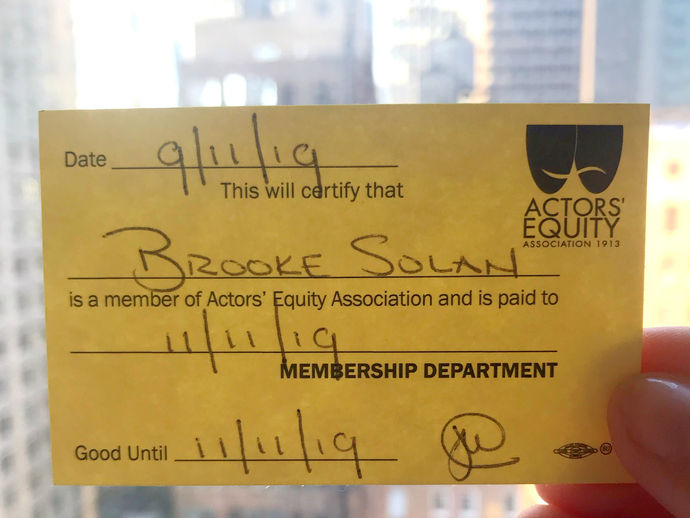 Date 9/11/19
This will certify that
ACTORS'
EQUITY
ASSOCIATION 1913
BROOKE SOLAN
is a member of Actors' Equity Association and is paid to
11/11/19
MEMBERSHIP DEPARTMENT
Good Until 11/11/19